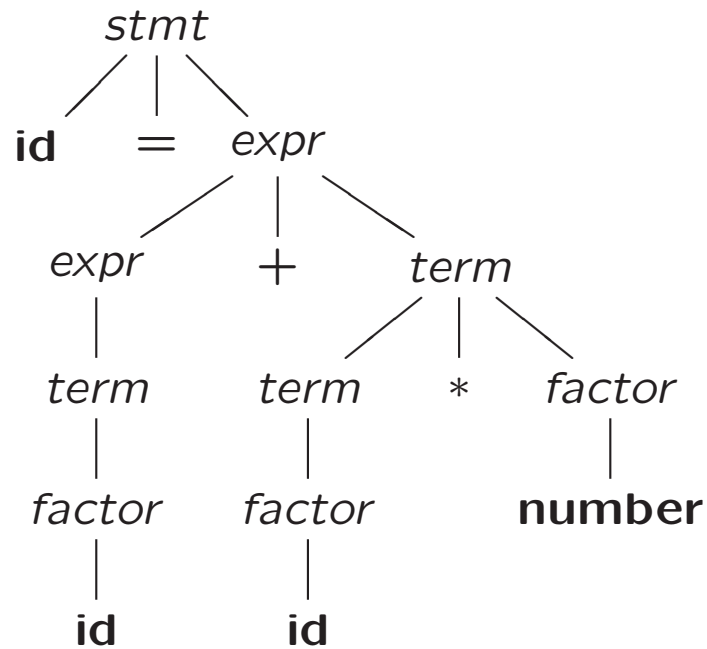 stmt
id = expr
expr + term
term term * factor
factor factor number
id id